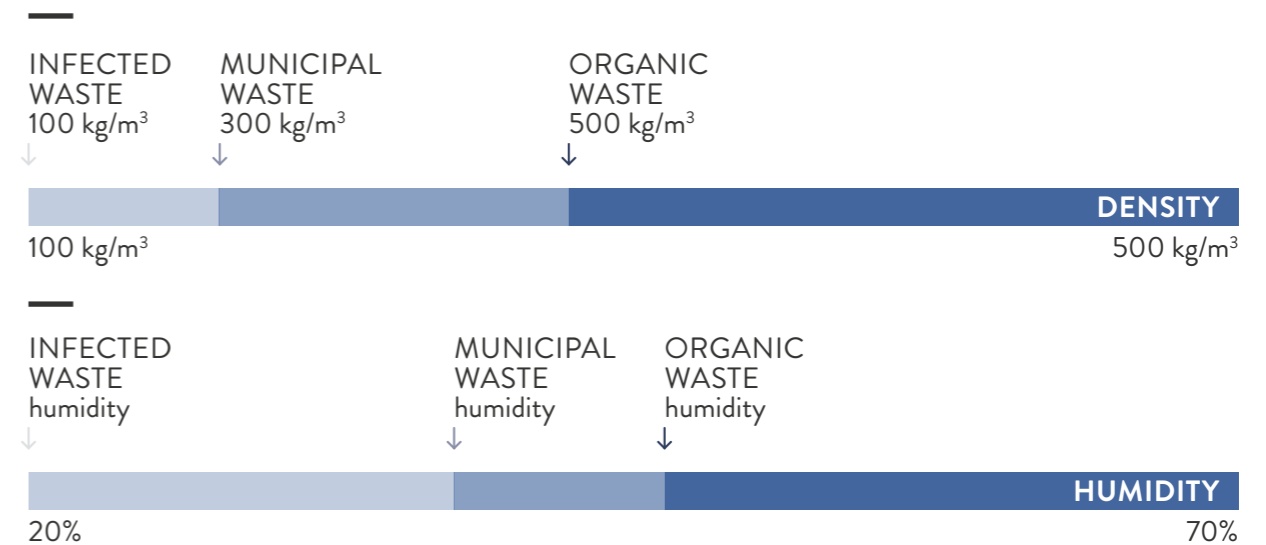 INFECTED
WASTE
100 kg/m³
MUNICIPAL
WASTE
300 kg/m³
ORGANIC
WASTE
500 kg/m³
DENSITY
100 kg/m³
500 kg/m³
INFECTED
WASTE
humidity
MUNICIPAL
WASTE
humidity
ORGANIC
WASTE
humidity
HUMIDITY
20%
70%